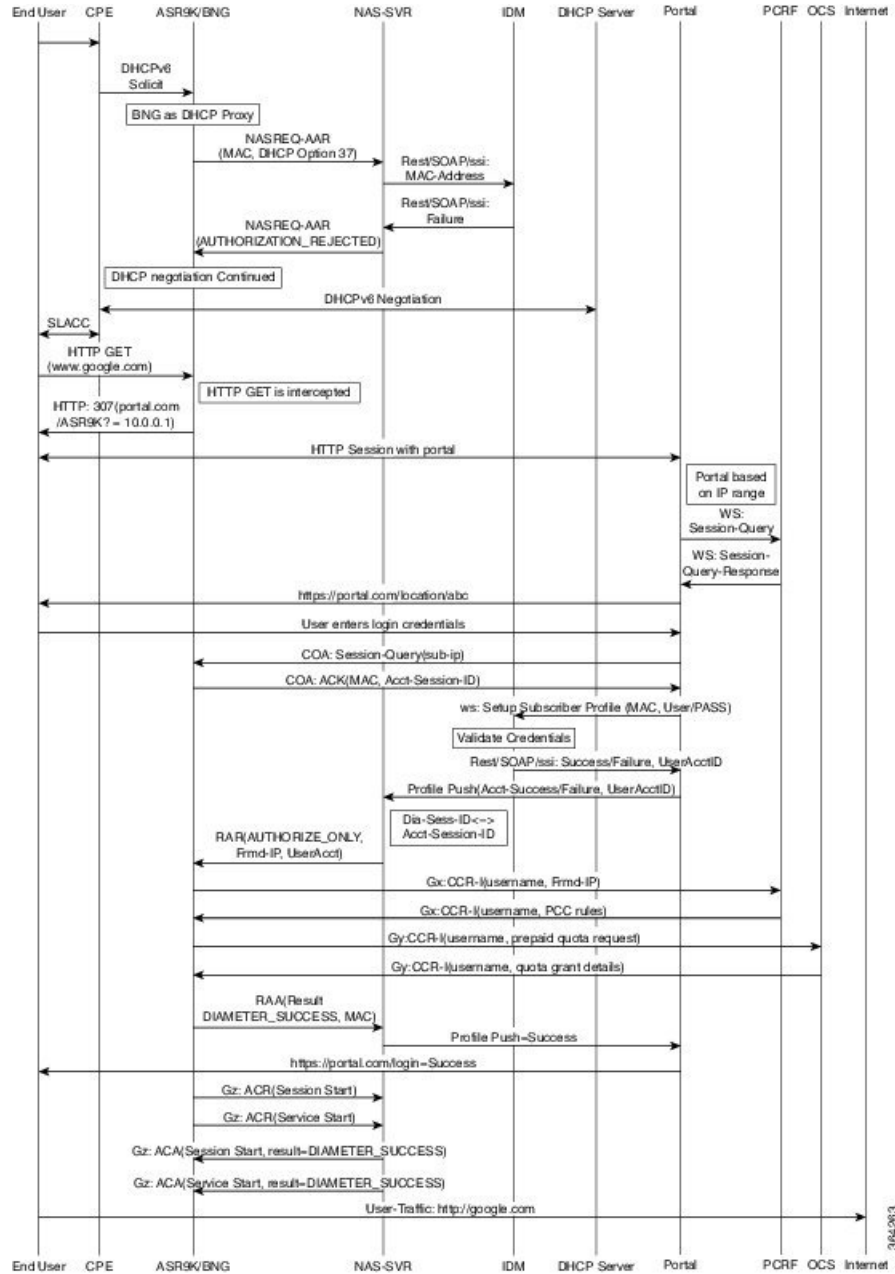 End User CPE ASR9K/BNG NAS-SVR IDM DHCP Server Portal PCRF OCS Internet
DHCPv6
Solicit
BNG as DHCP Proxy
NASREQ-AAR
(MAC, DHCP Option 37)
Rest/SOAP/ssi:
MAC-Address
Rest/SOAP/ssi:
Failure
NASREQ-AAR
(AUTHORIZATION_REJECTED)
DHCP negotiation Continued
DHCPv6 Negotiation
SLACC
HTTP GET
(www.google.com)
HTTP GET is intercepted
HTTP: 307(portal.com
/ASR9K? = 10.0.0.1)
HTTP Session with portal
Portal based
on IP range
WS:
Session-Query
WS: Session-
Query-Response
https://portal.com/location/abc
User enters login credentials
COA: Session-Query(sub-ip)
COA: ACK(MAC, Acct-Session-ID)
ws: Setup Subscriber Profile (MAC, User/PASS)
Validate Credentials
Rest/SOAP/ssi: Success/Failure, UserAcctID
Profile Push(Acct-Success/Failure, UserAcctID)
Dia-Sess-ID<->
Acct-Session-ID
RAR(AUTHORIZE_ONLY,
Frmd-IP, UserAcct)
Gx:CCR-I(username, Frmd-IP)
Gx:CCR-I(username, PCC rules)
Gy:CCR-I(username, prepaid quota request)
Gy:CCR-I(username, quota grant details)
RAA(Result
DIAMETER_SUCCESS, MAC)
Profile Push=Success
https://portal.com/login=Success
Gz: ACR(Session Start)
Gz: ACR(Service Start)
Gz: ACA(Session Start, result=DIAMETER_SUCCESS)
Gz: ACA(Service Start, result=DIAMETER_SUCCESS)
User-Traffic: http://google.com
364263
End User CPE ASR9K/BNG NAS-SVR IDM DHCP Server Portal PCRF OCS Internet